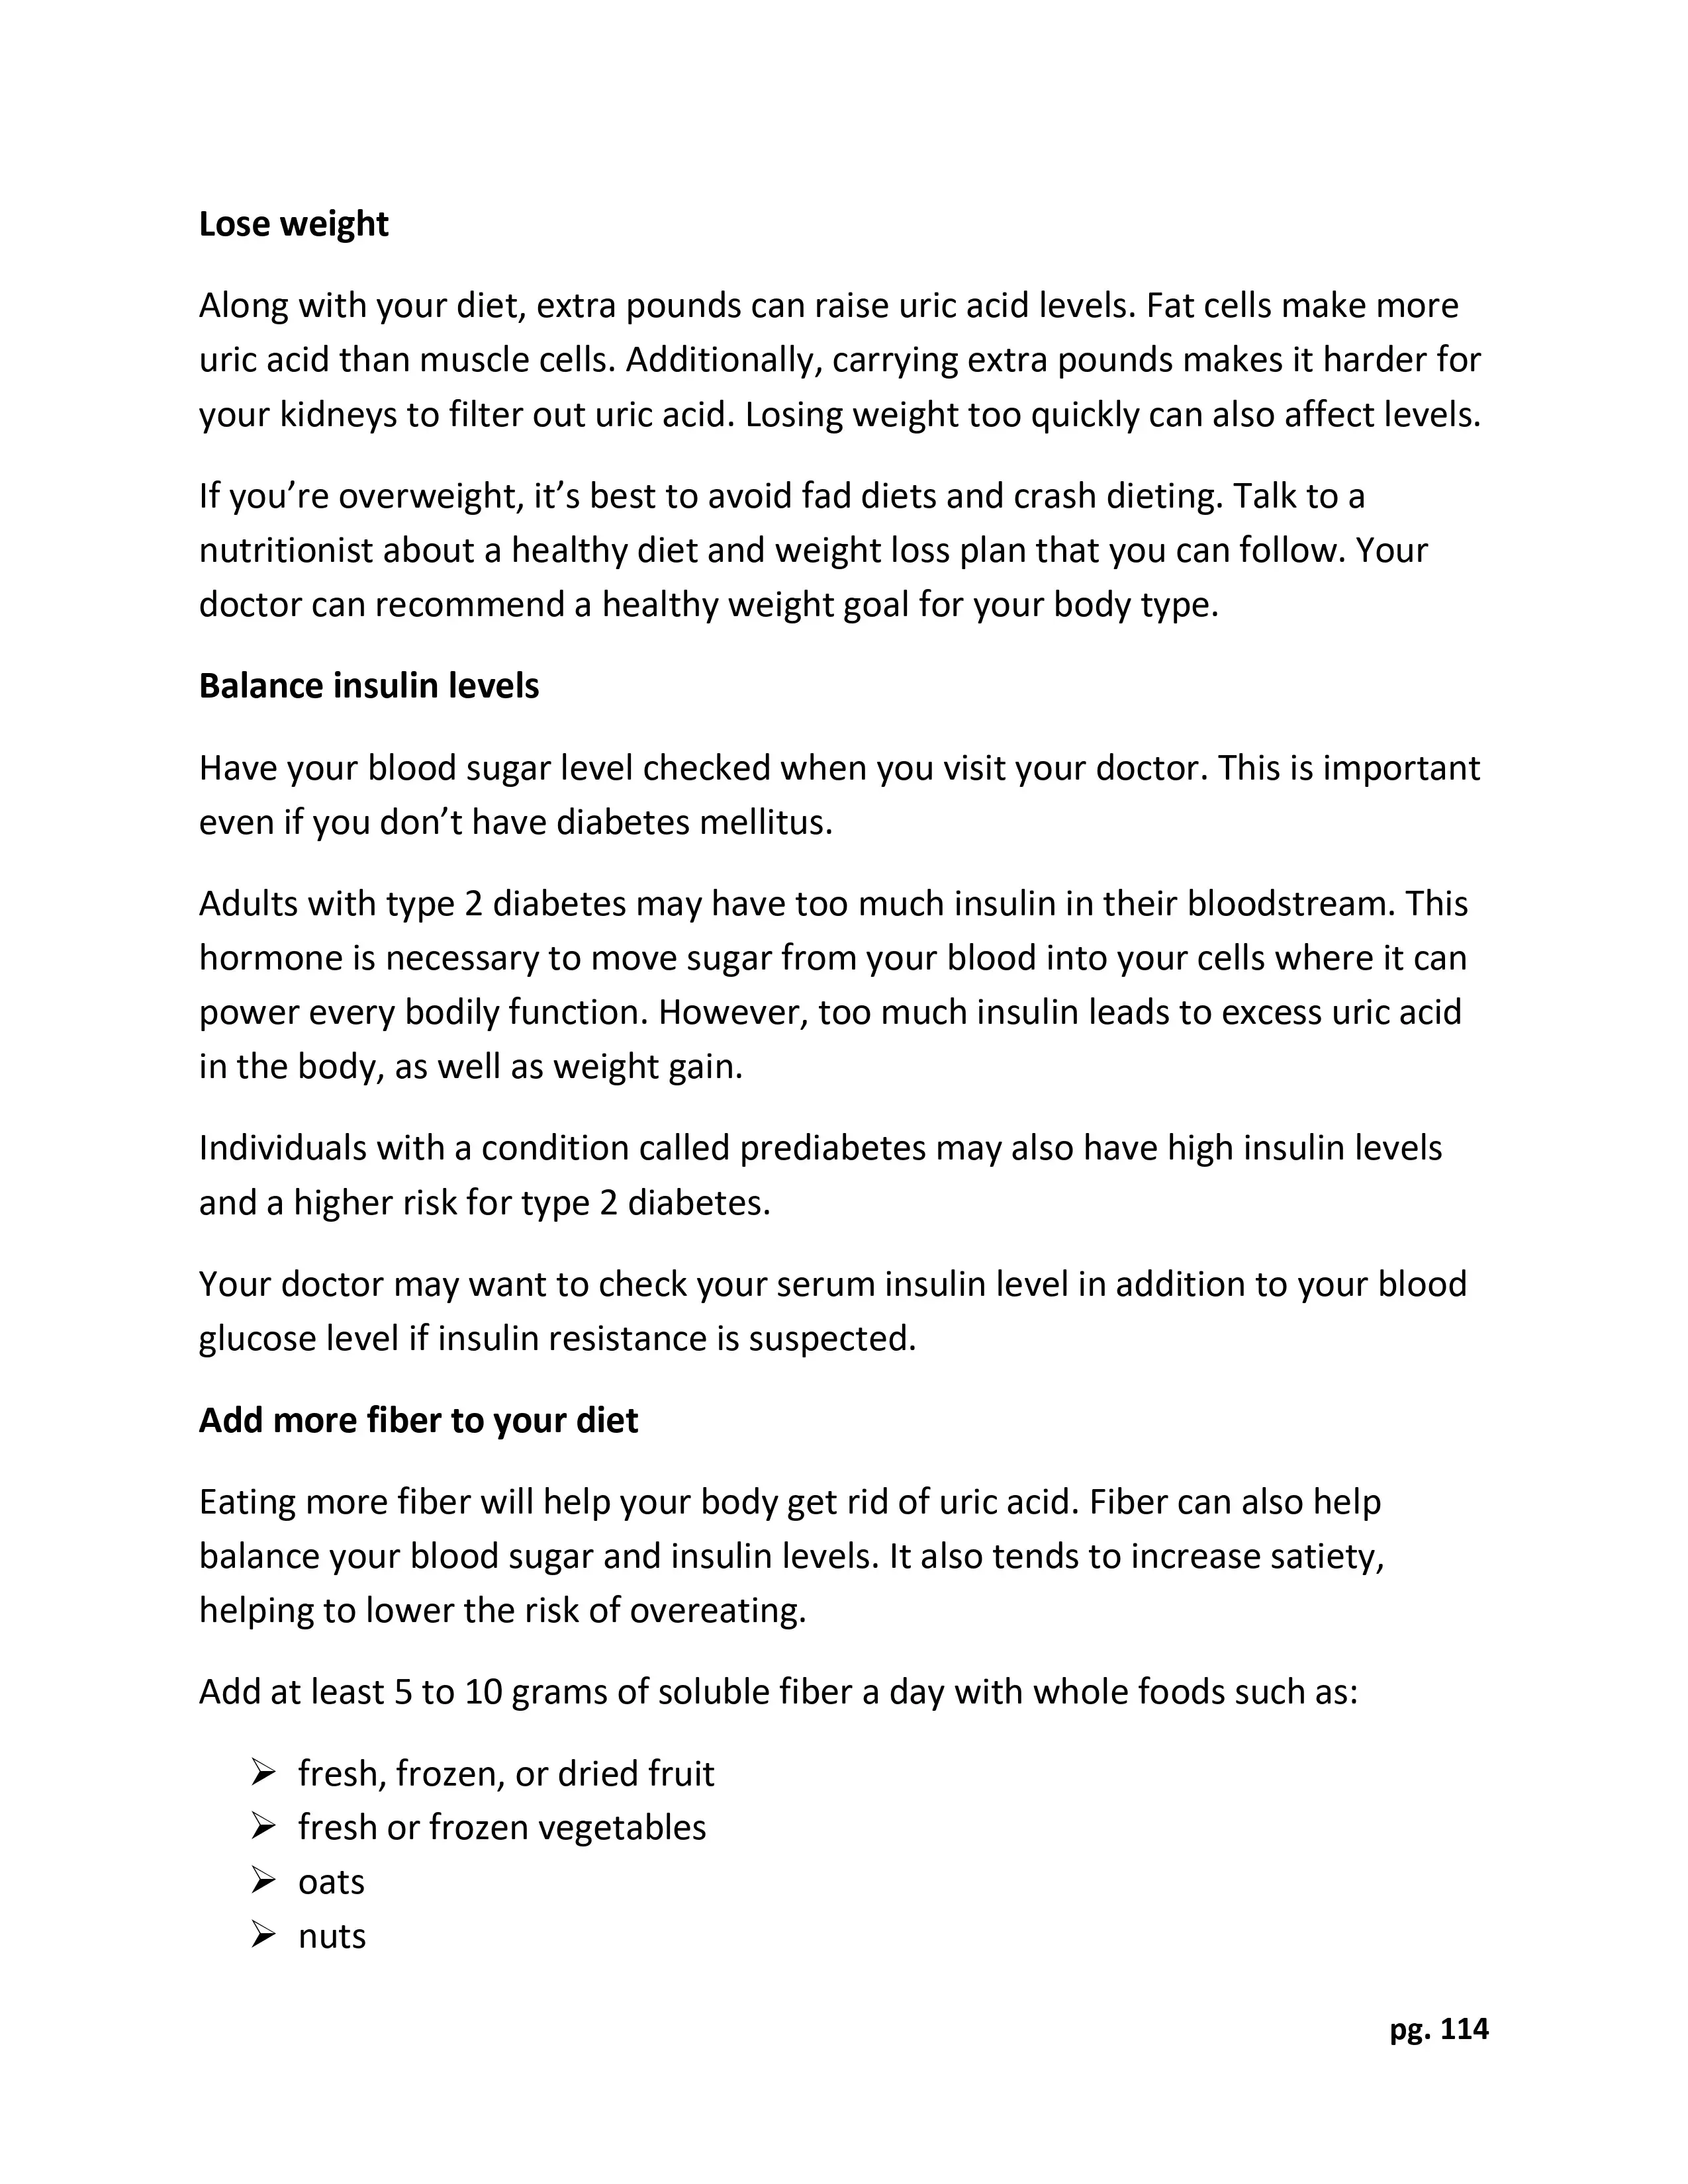 Lose weight
Along with your diet, extra pounds can raise uric acid levels. Fat cells make more
uric acid than muscle cells. Additionally, carrying extra pounds makes it harder for
your kidneys to filter out uric acid. Losing weight too quickly can also affect levels.
If you’re overweight, it’s best to avoid fad diets and crash dieting. Talk to a
nutritionist about a healthy diet and weight loss plan that you can follow. Your
doctor can recommend a healthy weight goal for your body type.
Balance insulin levels
Have your blood sugar level checked when you visit your doctor. This is important
even if you don’t have diabetes mellitus.
Adults with type 2 diabetes may have too much insulin in their bloodstream. This
hormone is necessary to move sugar from your blood into your cells where it can
power every bodily function. However, too much insulin leads to excess uric acid
in the body, as well as weight gain.
Individuals with a condition called prediabetes may also have high insulin levels
and a higher risk for type 2 diabetes.
Your doctor may want to check your serum insulin level in addition to your blood
glucose level if insulin resistance is suspected.
Add more fiber to your diet
Eating more fiber will help your body get rid of uric acid. Fiber can also help
balance your blood sugar and insulin levels. It also tends to increase satiety,
helping to lower the risk of overeating.
Add at least 5 to 10 grams of soluble fiber a day with whole foods such as:
➢ fresh, frozen, or dried fruit
➢ fresh or frozen vegetables
➢ oats
➢ nuts
pg. 114